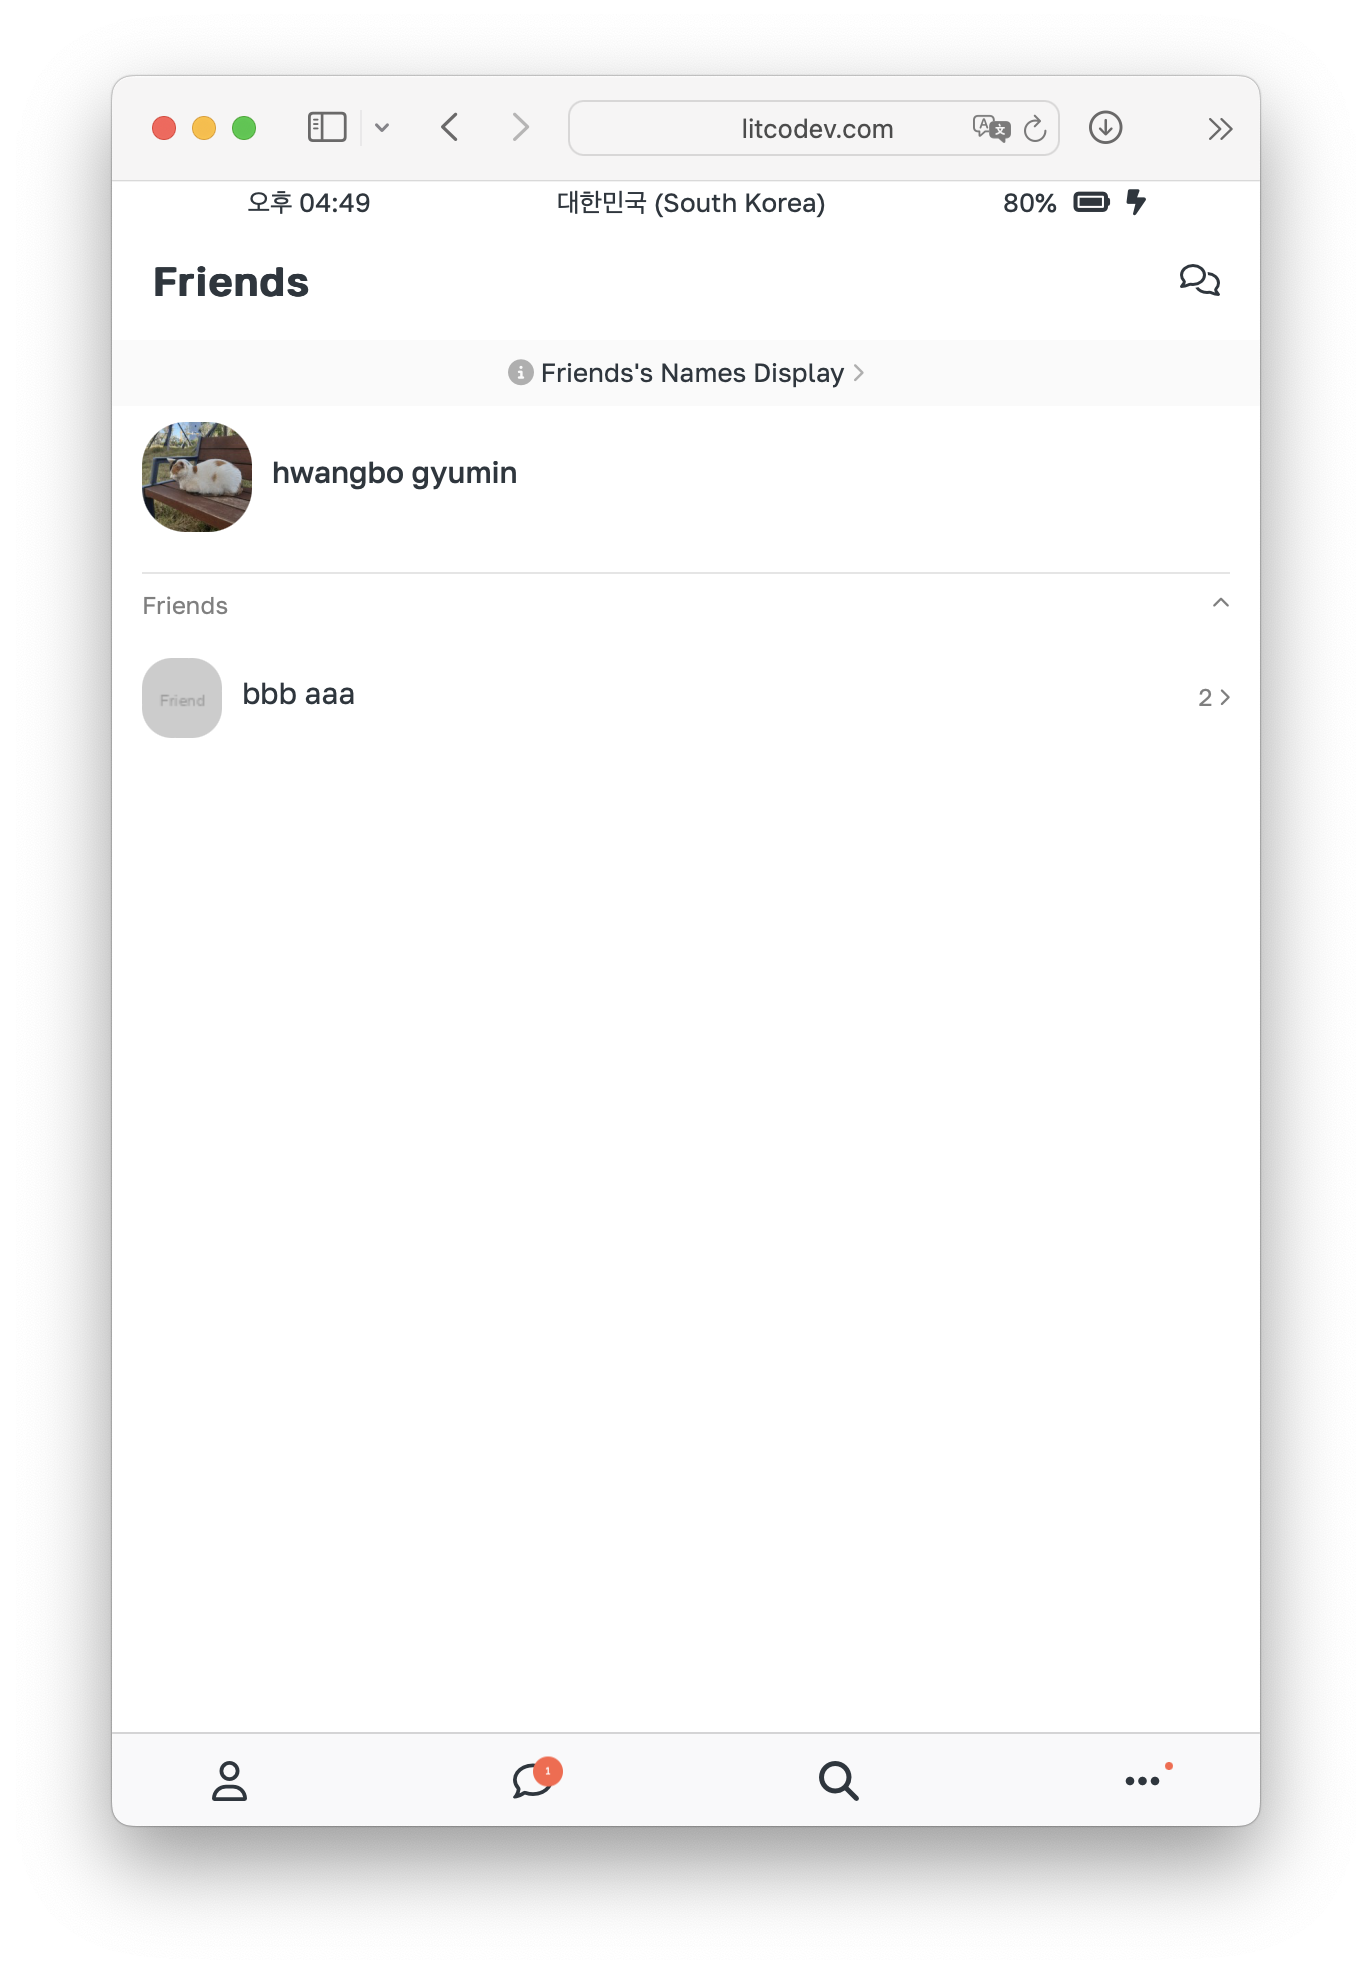 litcodev.com
오후 04:49 대한민국 (South Korea) 80%
Friends
Friends's Names Display
hwangbo gyumin
Friends
Friend bbb aaa 2
1